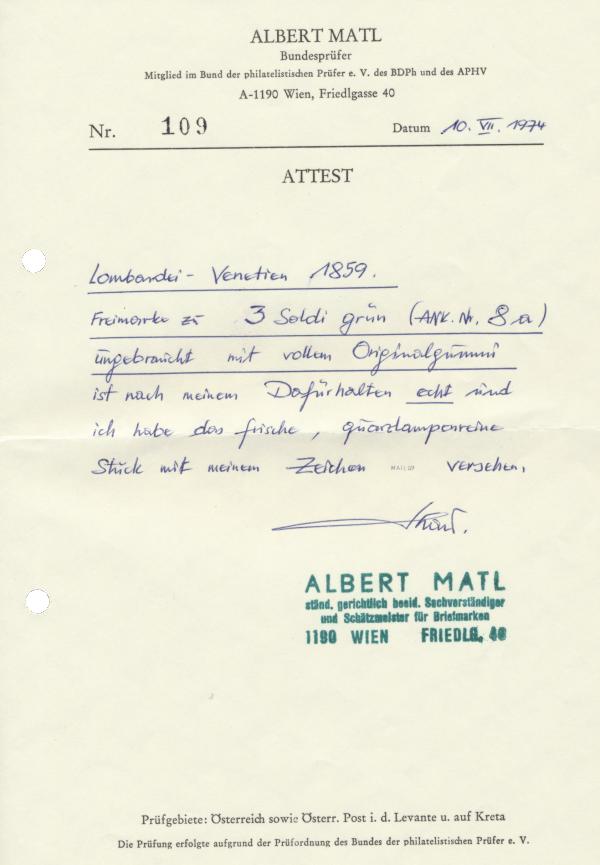 ALBERT MATL
Bundesprüfer
Mitglied im Bund der philatelistischen Prüfer e. V. des BDPh und des APHV
A-1190 Wien, Friedlgasse 40
Nr. 109 Datum 10. VII. 1974
ATTEST
Lombardei - Venetien 1859.
Freimarke zu 3 Soldi grün (ANK. Nr. 8a)
ungebraucht mit vollem Originalgummi
ist nach meinem Dafürhalten echt und
ich habe das frische, quarzlampenreine
Stück mit meinem Zeichen versehen.
ALBERT MATL
ständ. gerichtlich beeid. Sachverständiger
und Schätzmeister für Briefmarken
1190 WIEN FRIEDLG. 40
Prüfgebiete: Österreich sowie Österr. Post i. d. Levante u. auf Kreta
Die Prüfung erfolgte aufgrund der Prüfordnung des Bundes der philatelistischen Prüfer e. V.